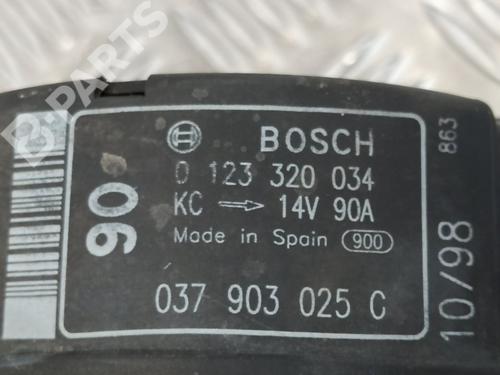 B-PARTS
BOSCH
0 123 320 034
KC → 14V 90A
Made in Spain 900
037 903 025 C
90
863
10/98